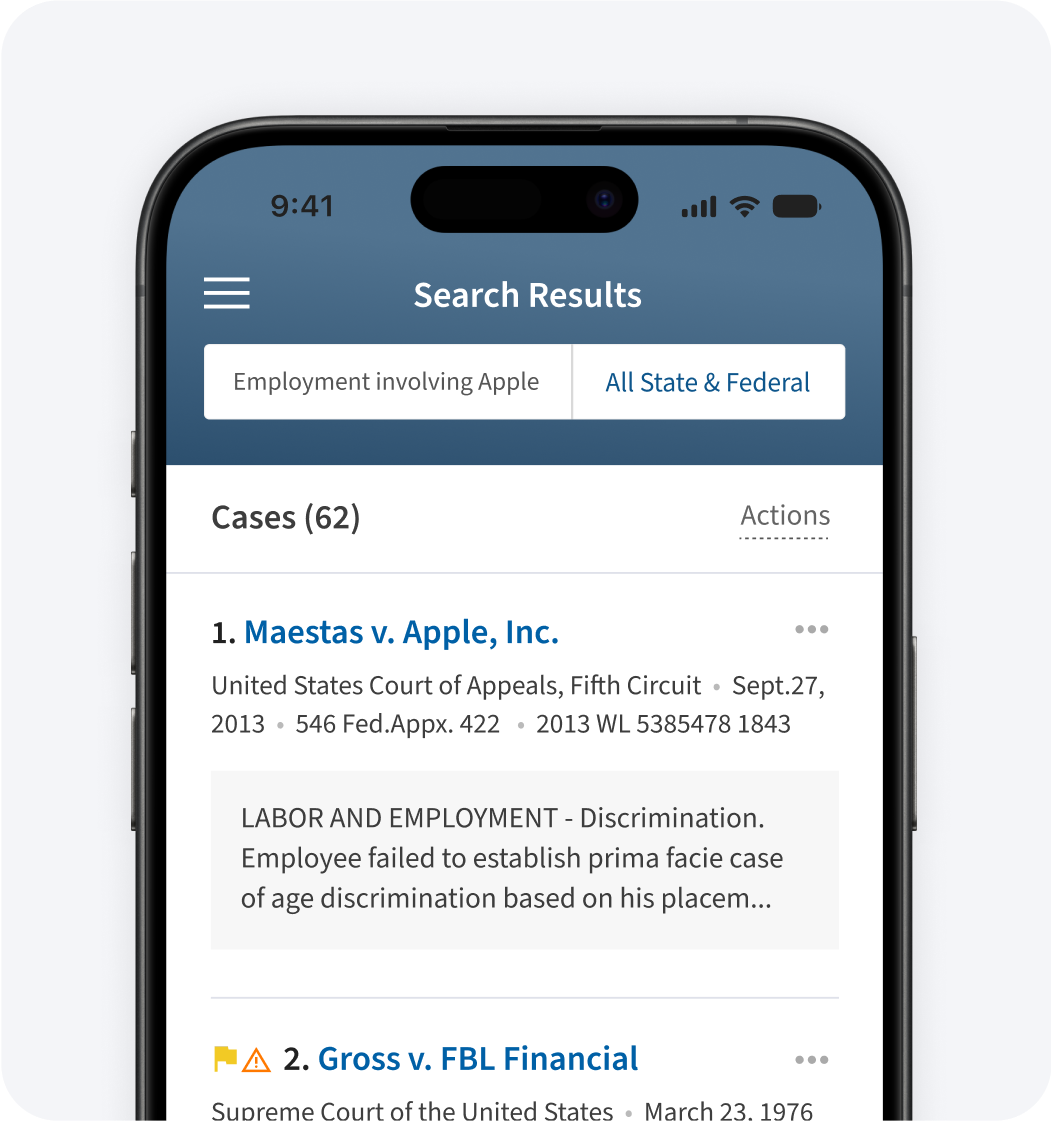 9:41
Search Results
Employment involving Apple
All State & Federal
Cases (62)
Actions
1. Maestas v. Apple, Inc.
United States Court of Appeals, Fifth Circuit • Sept.27,
2013 • 546 Fed.Appx. 422 • 2013 WL 5385478 1843
LABOR AND EMPLOYMENT - Discrimination.
Employee failed to establish prima facie case
of age discrimination based on his placem...
2. Gross v. FBL Financial
Supreme Court of the United States • March 23, 1976